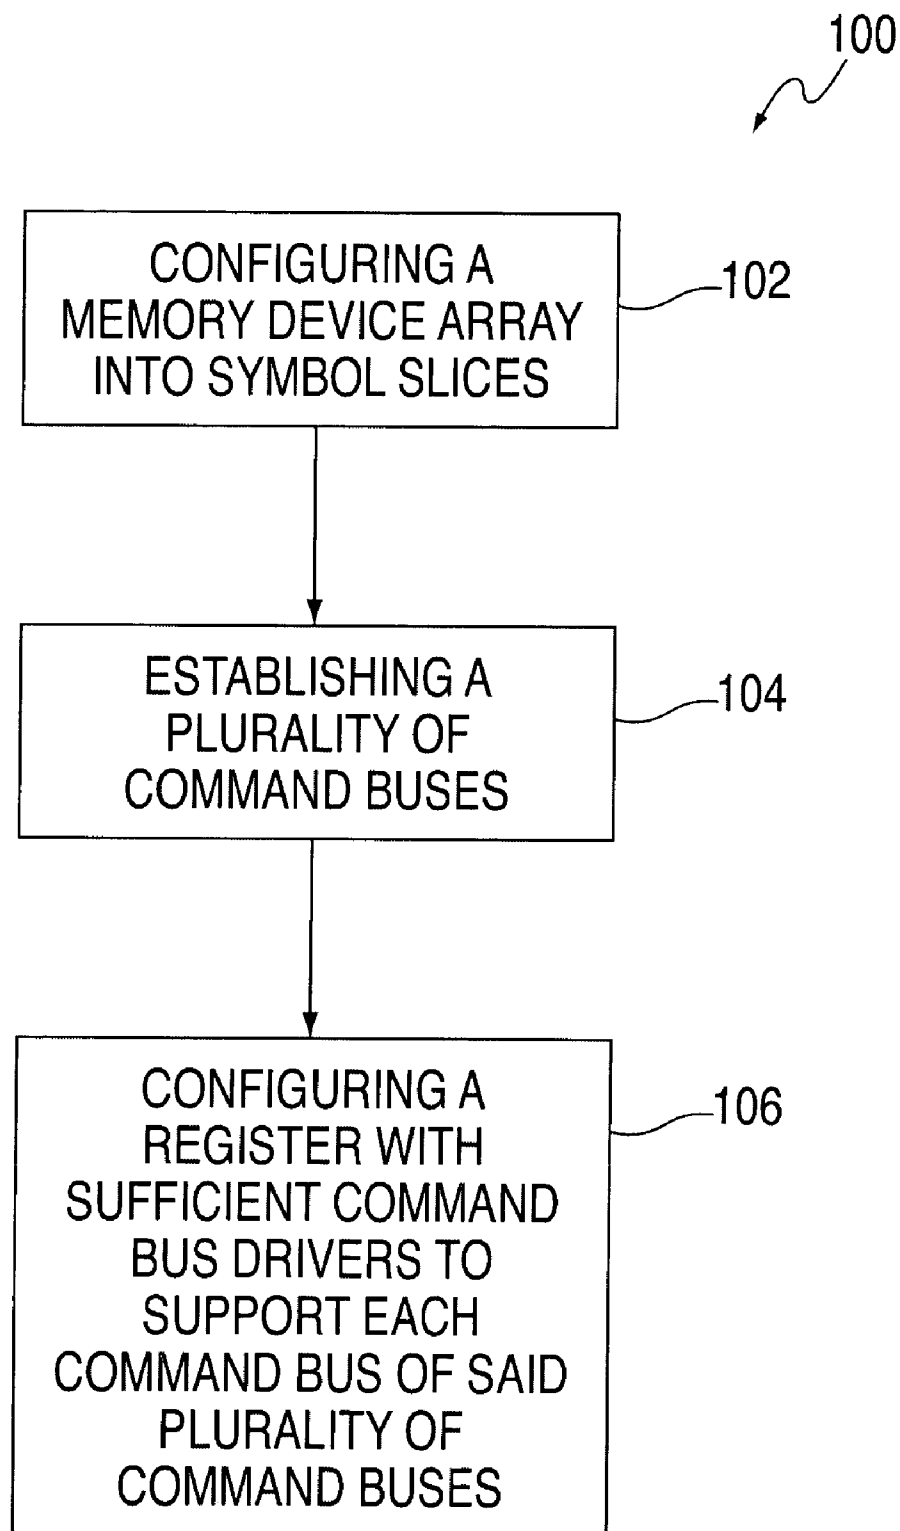 100
CONFIGURING A
MEMORY DEVICE ARRAY
INTO SYMBOL SLICES
102
ESTABLISHING A
PLURALITY OF
COMMAND BUSES
104
CONFIGURING A
REGISTER WITH
SUFFICIENT COMMAND
BUS DRIVERS TO
SUPPORT EACH
COMMAND BUS OF SAID
PLURALITY OF
COMMAND BUSES
106